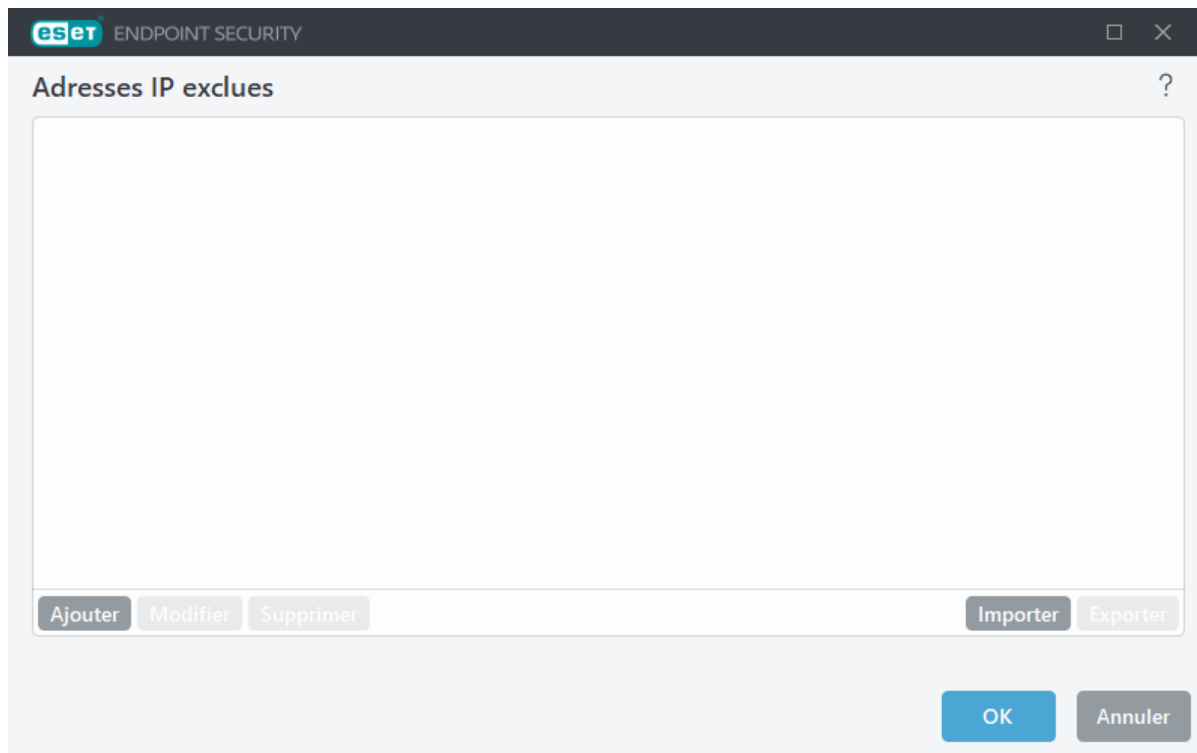 eset ENDPOINT SECURITY
Adresses IP exclues ?
Ajouter Modifier Supprimer Importer Exporter
OK Annuler